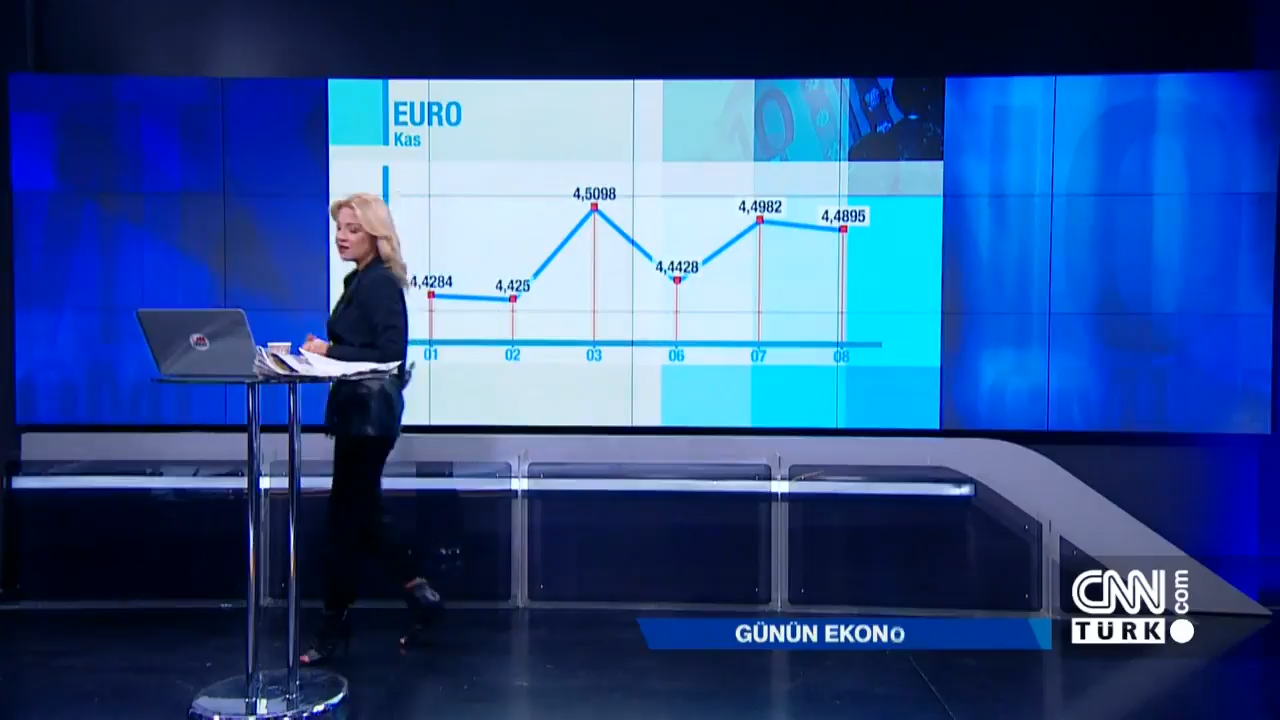 EURO
Kas
4,5098
4,4982
4,4895
4,4428
4,4284
4,425
01
02
03
06
07
08
GÜNÜN EKONO
CNN
TÜRK
.com